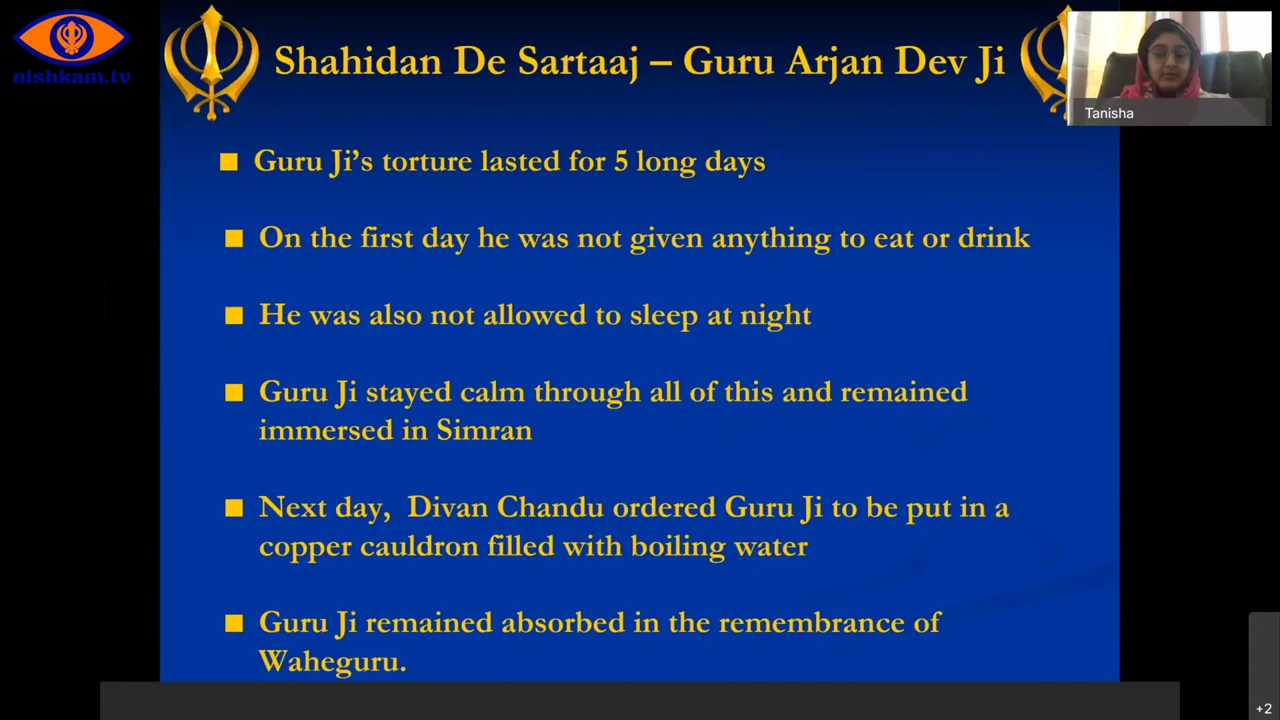 nishkam.tv
Shahidan De Sartaaj – Guru Arjan Dev Ji
Tanisha
■ Guru Ji’s torture lasted for 5 long days
■ On the first day he was not given anything to eat or drink
■ He was also not allowed to sleep at night
■ Guru Ji stayed calm through all of this and remained
immersed in Simran
■ Next day, Divan Chandu ordered Guru Ji to be put in a
copper cauldron filled with boiling water
■ Guru Ji remained absorbed in the remembrance of
Waheguru.
+2